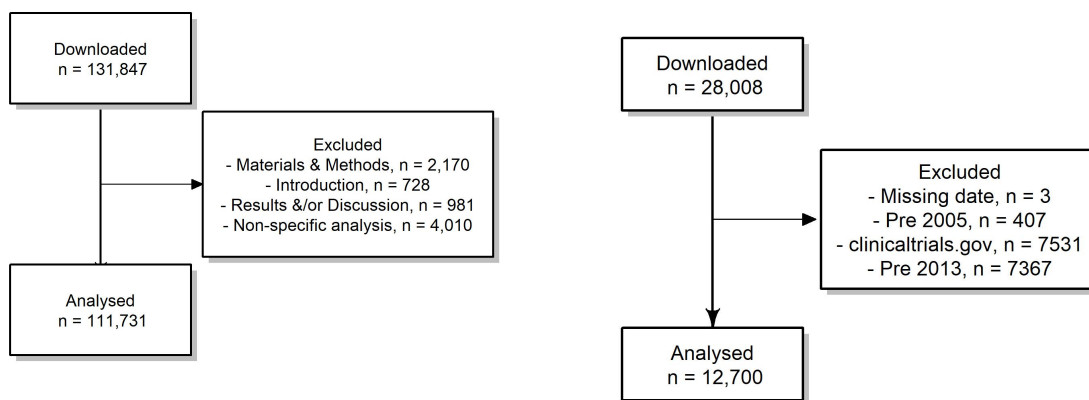 Downloaded
n = 131,847
Excluded
- Materials & Methods, n = 2,170
- Introduction, n = 728
- Results &/or Discussion, n = 981
- Non-specific analysis, n = 4,010
Analysed
n = 111,731
Downloaded
n = 28,008
Excluded
- Missing date, n = 3
- Pre 2005, n = 407
- clinicaltrials.gov, n = 7531
- Pre 2013, n = 7367
Analysed
n = 12,700